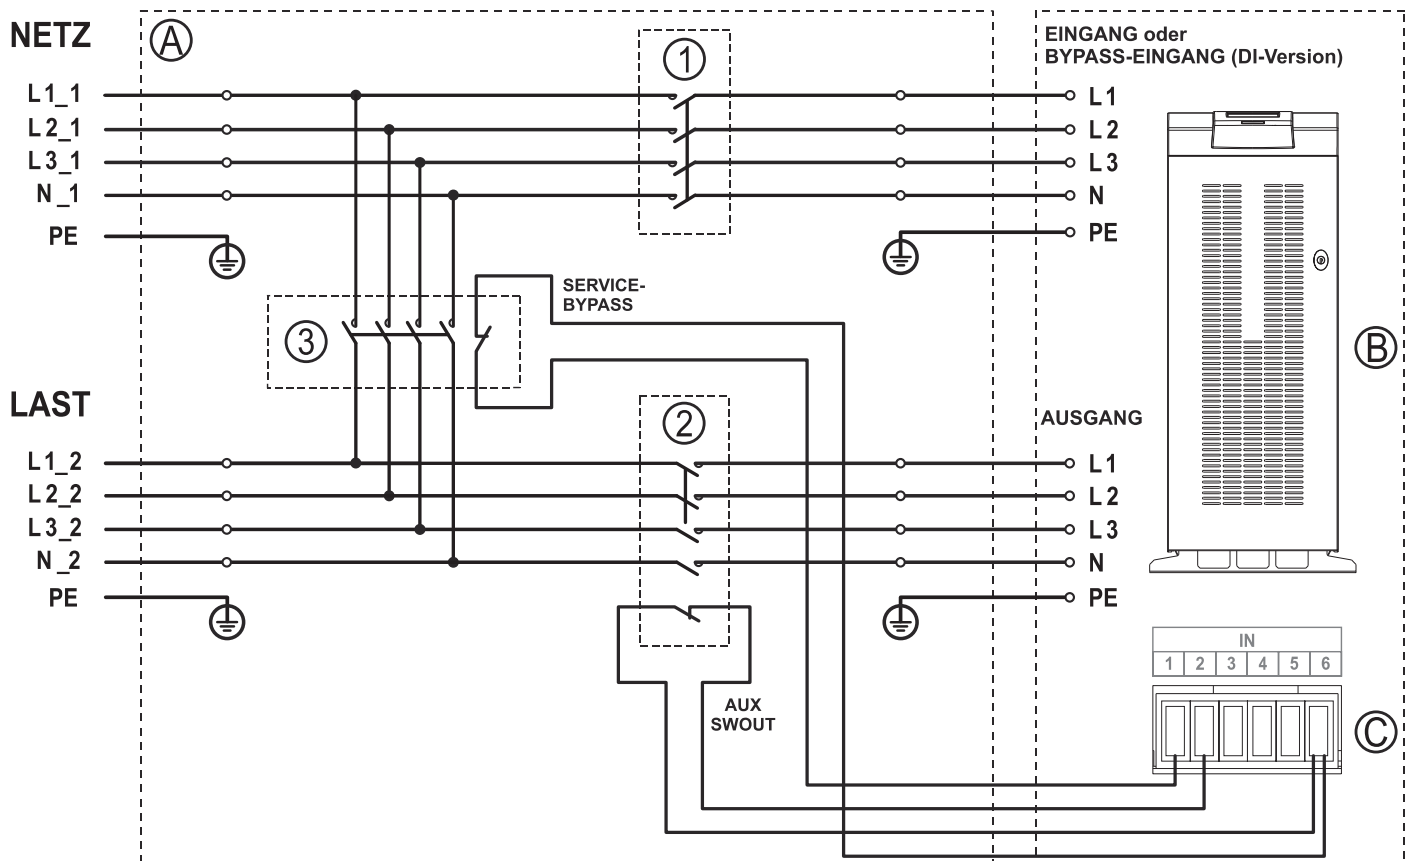 NETZ
A
1
EINGANG oder
BYPASS-EINGANG (DI-Version)
L1_1
L1
L2_1
L2
L3_1
L3
N_1
N
PE
PE
SERVICE-
BYPASS
3
B
LAST
2
AUSGANG
L1_2
L1
L2_2
L2
L3_2
L3
N_2
N
PE
PE
IN
1 2 3 4 5 6
AUX
SWOUT
C